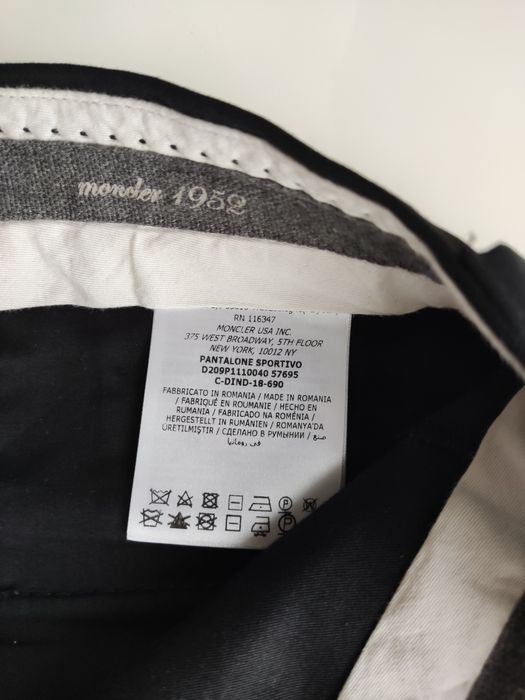 moncler 1952
RN 116347
MONCLER USA INC.
375 WEST BROADWAY, 5TH FLOOR
NEW YORK, 10012 NY
PANTALONE SPORTIVO
D209P1110040 57695
C-DIND-18-690
FABBRICATO IN ROMANIA / MADE IN ROMANIA
/ FABRIQUÉ EN ROUMANIE / HECHO EN
RUMANIA / FABRICADO NA ROMÊNIA /
HERGESTELLT IN RUMÄNIEN / ROMANYA'DA
ÜRETILMIŞTIR / СДЕЛАНО В РУМЫНИИ / صنع
في رومانيا